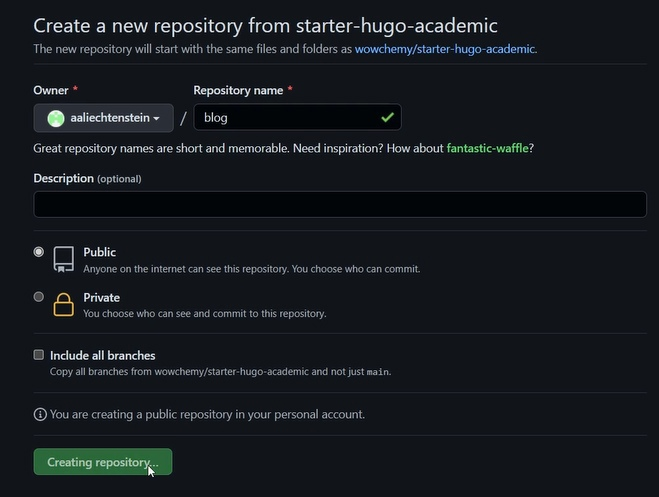 Create a new repository from starter-hugo-academic
The new repository will start with the same files and folders as wowchemy/starter-hugo-academic.
Owner * Repository name *
aaliechtenstein / blog
Great repository names are short and memorable. Need inspiration? How about fantastic-waffle?
Description (optional)
Public
Anyone on the internet can see this repository. You choose who can commit.
Private
You choose who can see and commit to this repository.
Include all branches
Copy all branches from wowchemy/starter-hugo-academic and not just main.
You are creating a public repository in your personal account.
Creating repository...